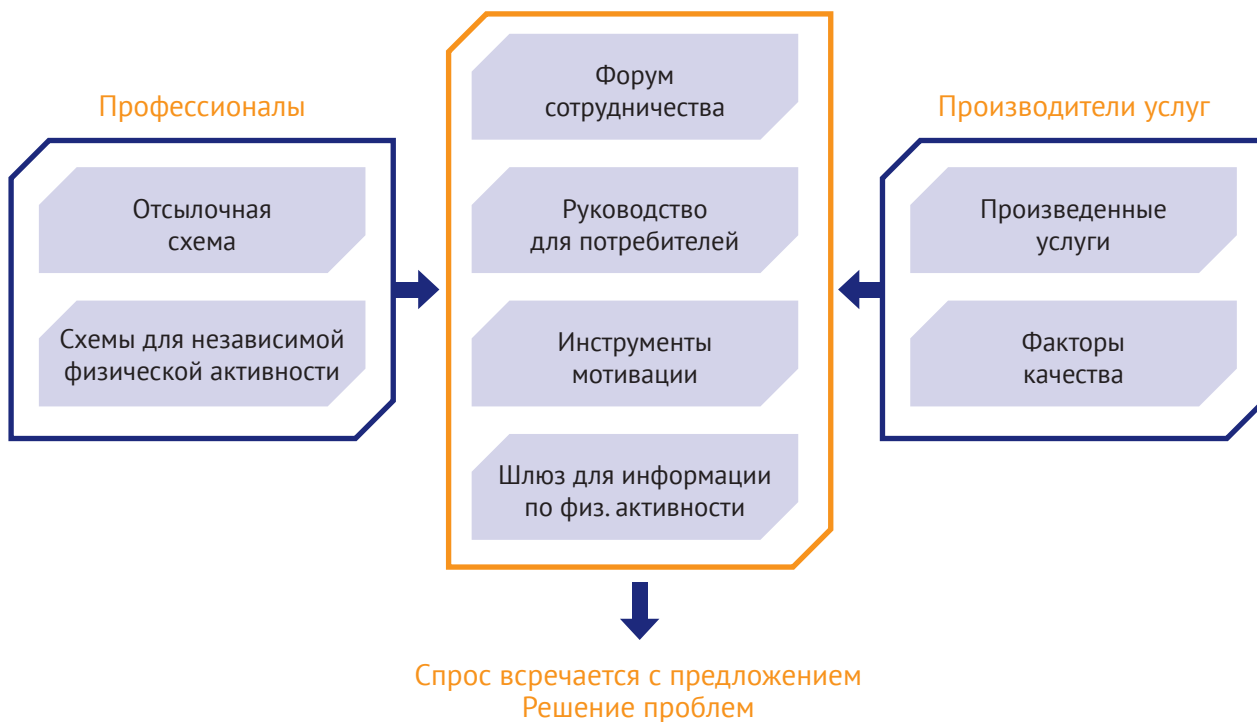 Профессионалы
Отсылочная
схема
Схемы для независимой
физической активности
Форум
сотрудничества
Руководство
для потребителей
Инструменты
мотивации
Шлюз для информации
по физ. активности
Производители услуг
Произведенные
услуги
Факторы
качества
Спрос всречается с предложением
Решение проблем